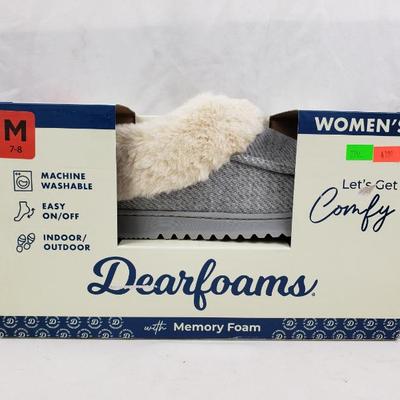 M
7-8
WOMEN'S
MACHINE
WASHABLE
EASY
ON/OFF
INDOOR/
OUTDOOR
Let's Get
Comfy
Dearfoams
with Memory Foam